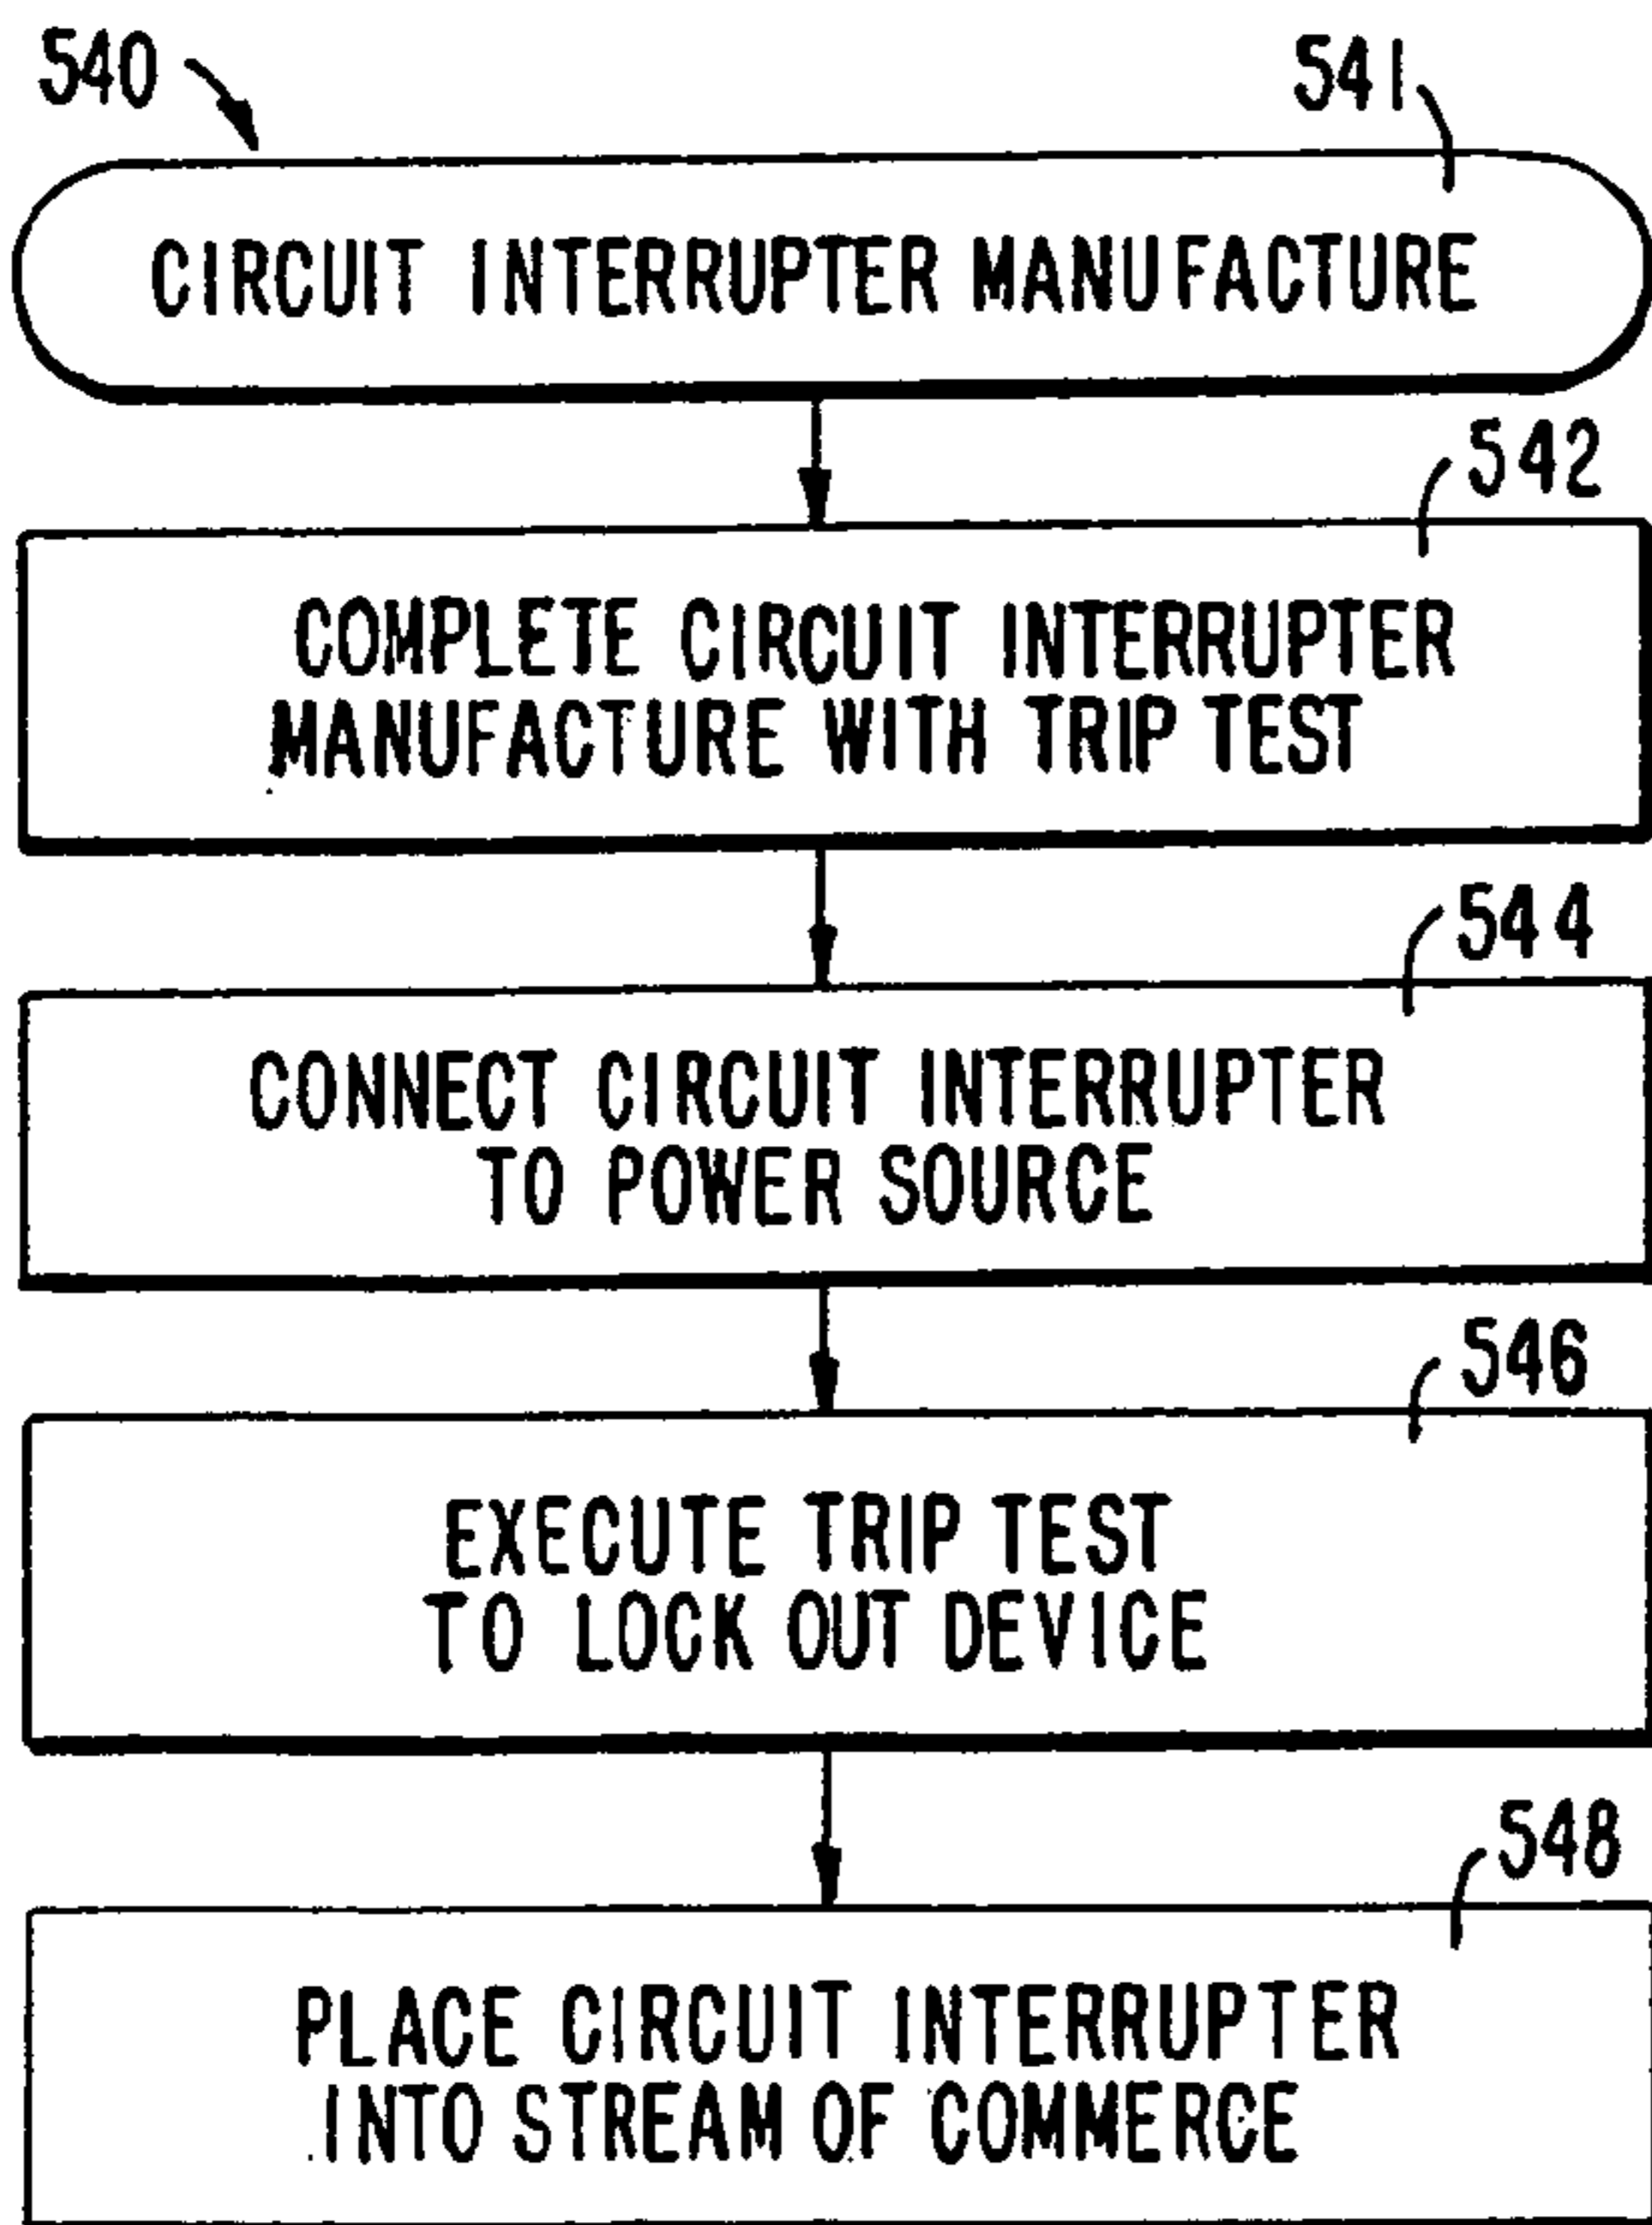 540
541
CIRCUIT INTERRUPTER MANUFACTURE
542
COMPLETE CIRCUIT INTERRUPTER
MANUFACTURE WITH TRIP TEST
544
CONNECT CIRCUIT INTERRUPTER
TO POWER SOURCE
546
EXECUTE TRIP TEST
TO LOCK OUT DEVICE
548
PLACE CIRCUIT INTERRUPTER
INTO STREAM OF COMMERCE